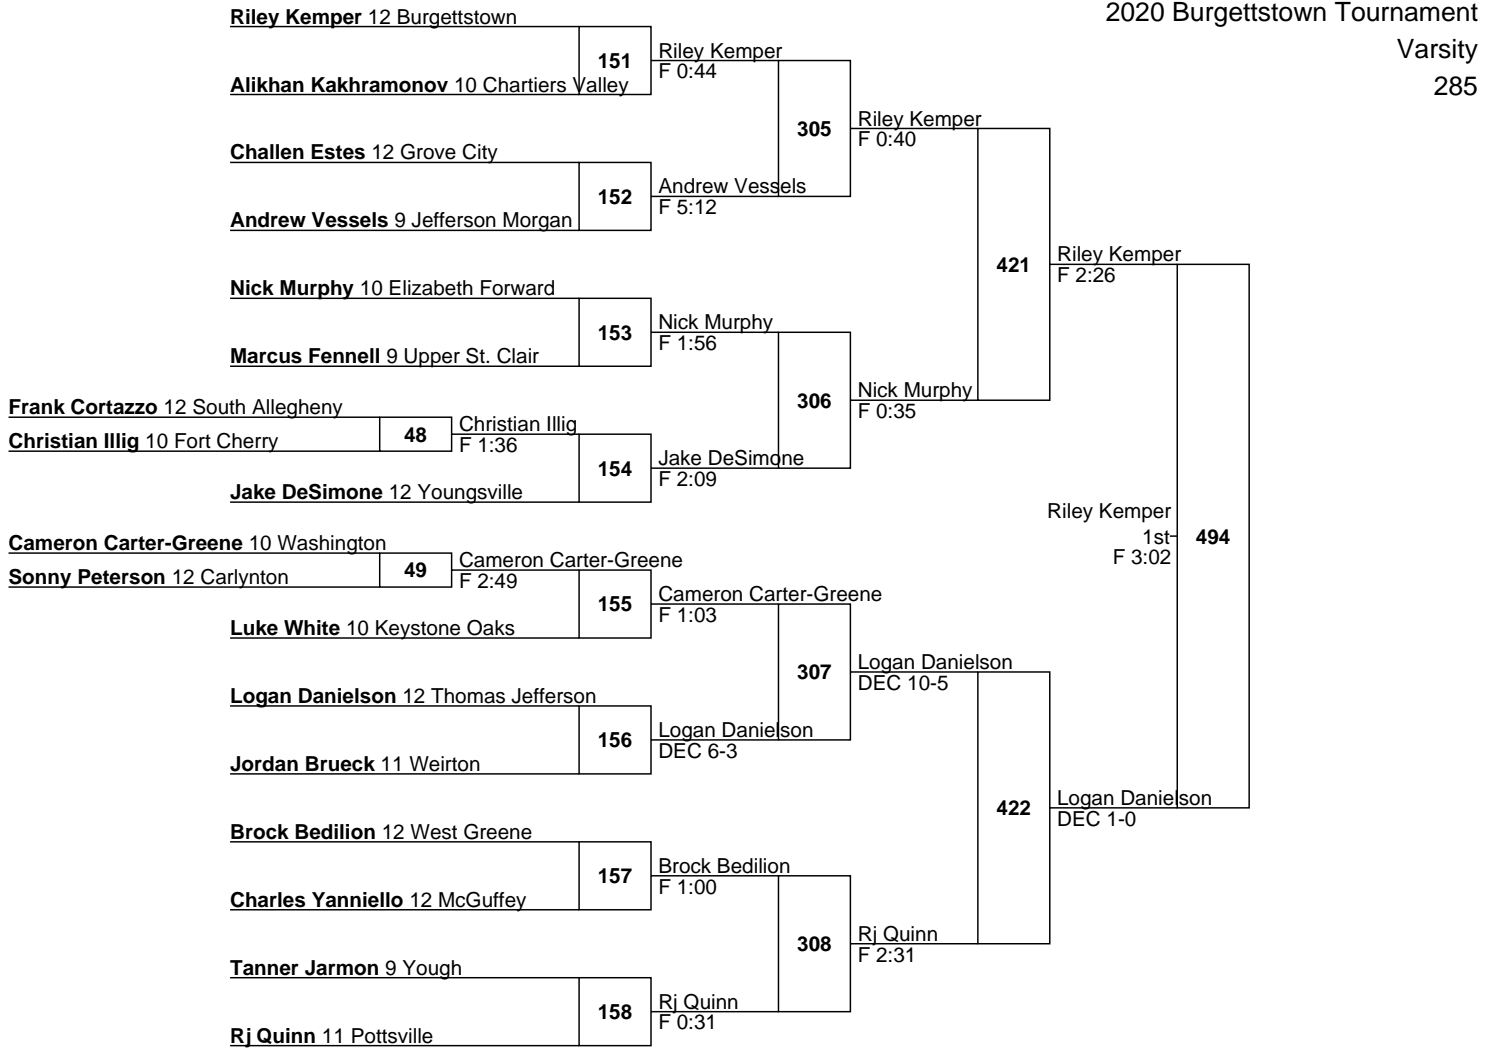 2020 Burgettstown Tournament
Varsity
285
Riley Kemper 12 Burgettstown
151
Riley Kemper
F 0:44
Alikhan Kakhramonov 10 Chartiers Valley
305
Riley Kemper
F 0:40
Challen Estes 12 Grove City
152
Andrew Vessels
F 5:12
Andrew Vessels 9 Jefferson Morgan
421
Riley Kemper
F 2:26
Nick Murphy 10 Elizabeth Forward
153
Nick Murphy
F 1:56
Marcus Fennell 9 Upper St. Clair
306
Nick Murphy
F 0:35
Frank Cortazzo 12 South Allegheny
48
Christian Illig
F 1:36
Christian Illig 10 Fort Cherry
154
Jake DeSimone
F 2:09
Jake DeSimone 12 Youngsville
Riley Kemper
1st
F 3:02
494
Cameron Carter-Greene 10 Washington
49
Cameron Carter-Greene
F 2:49
Sonny Peterson 12 Carlynton
155
Cameron Carter-Greene
F 1:03
Luke White 10 Keystone Oaks
307
Logan Danielson
DEC 10-5
Logan Danielson 12 Thomas Jefferson
156
Logan Danielson
DEC 6-3
Jordan Brueck 11 Weirton
422
Logan Danielson
DEC 1-0
Brock Bedilion 12 West Greene
157
Brock Bedilion
F 1:00
Charles Yanniello 12 McGuffey
308
Rj Quinn
F 2:31
Tanner Jarmon 9 Yough
158
Rj Quinn
F 0:31
Rj Quinn 11 Pottsville